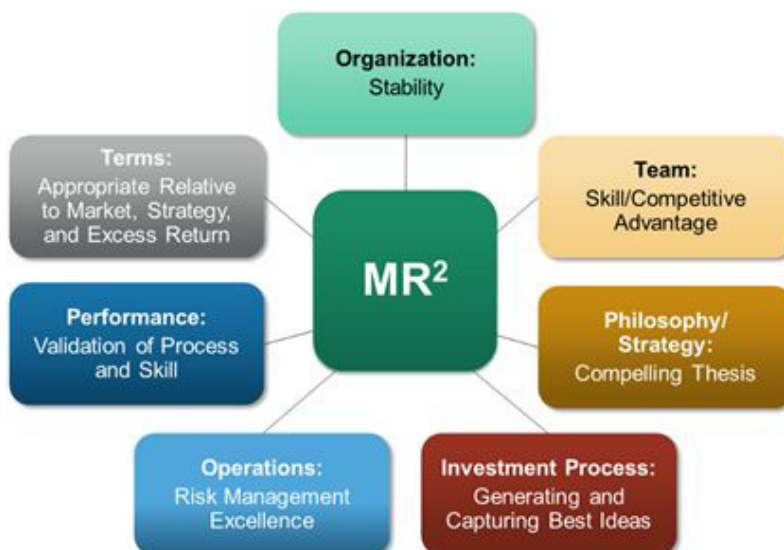 Organization:
Stability
Terms:
Appropriate Relative
to Market, Strategy,
and Excess Return
Team:
Skill/Competitive
Advantage
MR²
Performance:
Validation of Process
and Skill
Philosophy/
Strategy:
Compelling Thesis
Operations:
Risk Management
Excellence
Investment Process:
Generating and
Capturing Best Ideas